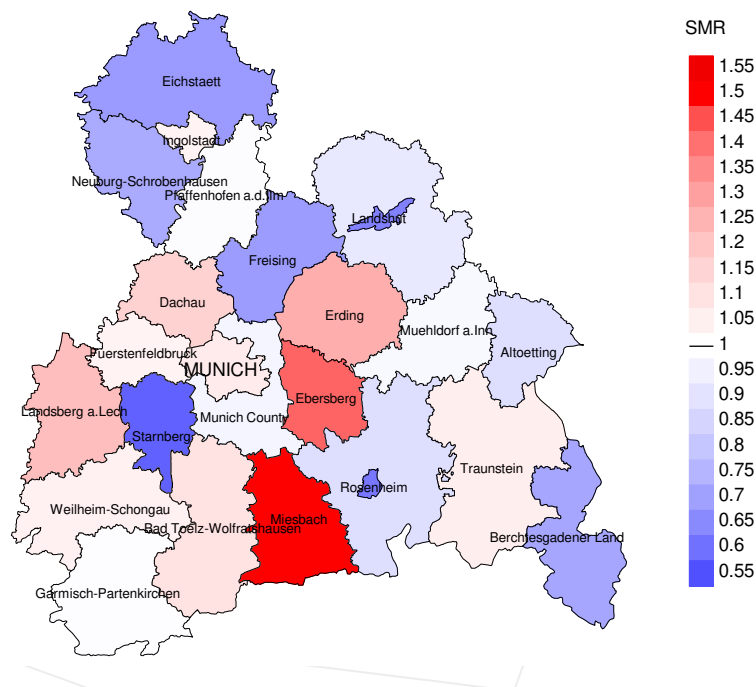 SMR
Eichstaett
Ingolstadt
Neuburg-Schrobenhausen
Pfaffenhofen a.d.Ilm
Landshut
Freising
Dachau
Erding
Muehldorf a.Inn
Altoetting
Fuerstenfeldbruck
MUNICH
Landsberg a.Lech
Starnberg
Munich County
Ebersberg
Traunstein
Rosenheim
Weilheim-Schongau
Bad Toelz-Wolfratshausen
Miesbach
Berchtesgadener Land
Garmisch-Partenkirchen
1.55
1.5
1.45
1.4
1.35
1.3
1.25
1.2
1.15
1.1
1.05
1
0.95
0.9
0.85
0.8
0.75
0.7
0.65
0.6
0.55